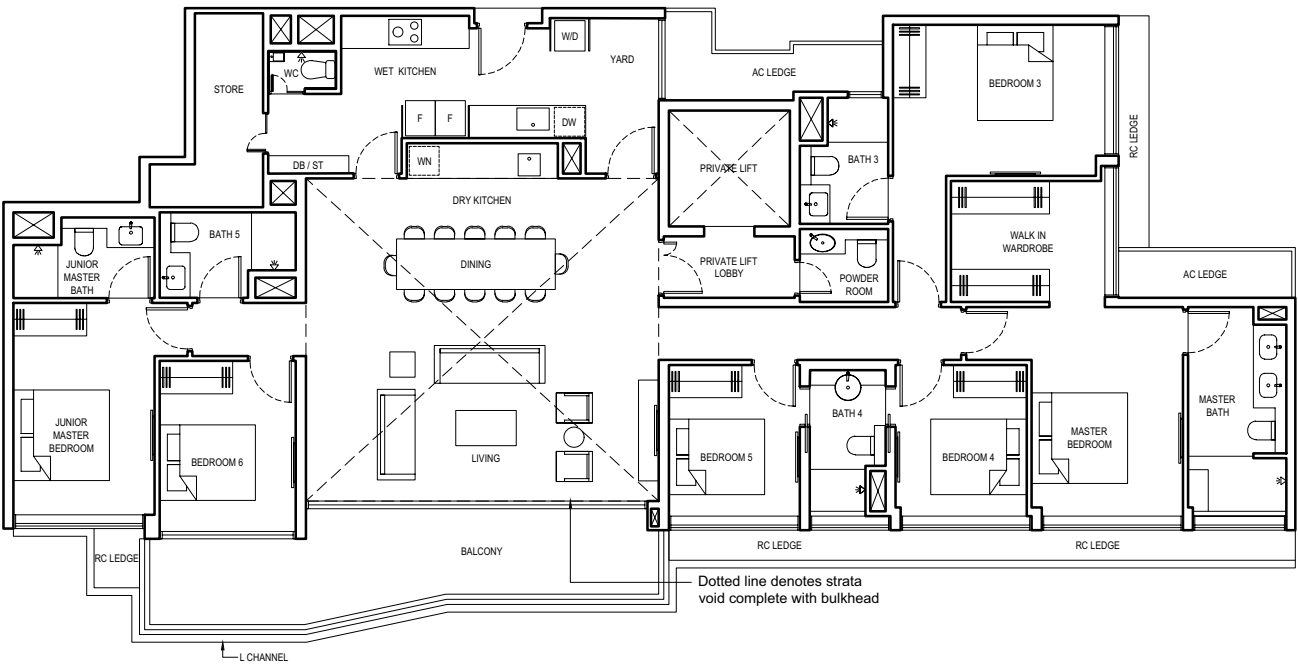 W/D
WET KITCHEN
YARD
WC
STORE
AC LEDGE
BEDROOM 3
RC LEDGE
F
F
DW
DB / ST
WN
PRIVATE LIFT
BATH 3
DRY KITCHEN
WALK IN
WARDROBE
BATH 5
JUNIOR
MASTER
BATH
DINING
PRIVATE LIFT
LOBBY
POWDER
ROOM
AC LEDGE
JUNIOR
MASTER
BEDROOM
BEDROOM 6
LIVING
BEDROOM 5
BATH 4
BEDROOM 4
MASTER
BEDROOM
MASTER
BATH
RC LEDGE
BALCONY
RC LEDGE
RC LEDGE
Dotted line denotes strata
void complete with bulkhead
L CHANNEL